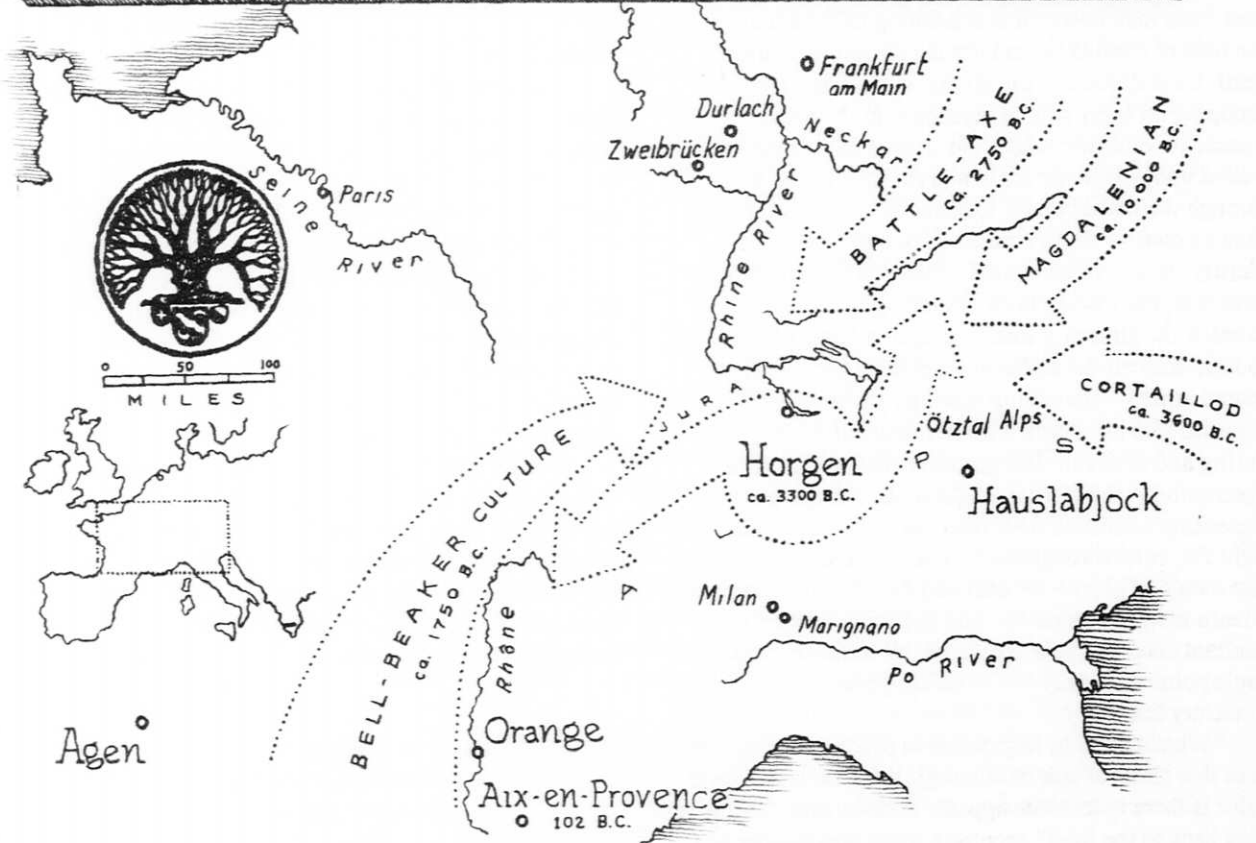 Frankfurt
am Main
Durlach
Neckar
Zweibrücken
Seine
River
Paris
Rhine River
BATTLE-AXE
ca. 2750 B.C.
MAGDALENIAN
ca. 10,000 B.C.
0 50 100
MILES
JURA
CORTAILLOD
ca. 3600 B.C.
Ötztal Alps
ALPS
Horgen
ca. 3300 B.C.
Hauslabjock
BELL-BEAKER CULTURE
ca. 1750 B.C.
Milan
Marignano
Po River
Rhône
Agen
Orange
Aix-en-Provence
102 B.C.